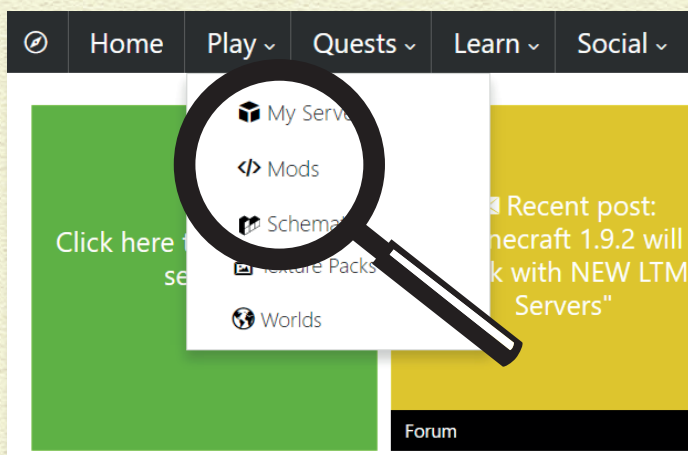 Home Play Quests Learn Social
My Serve
</> Mods
Schemat
Texture Packs
Worlds
Click here
se
Recent post:
necraft 1.9.2 will
k with NEW LTM
Servers"
Forum